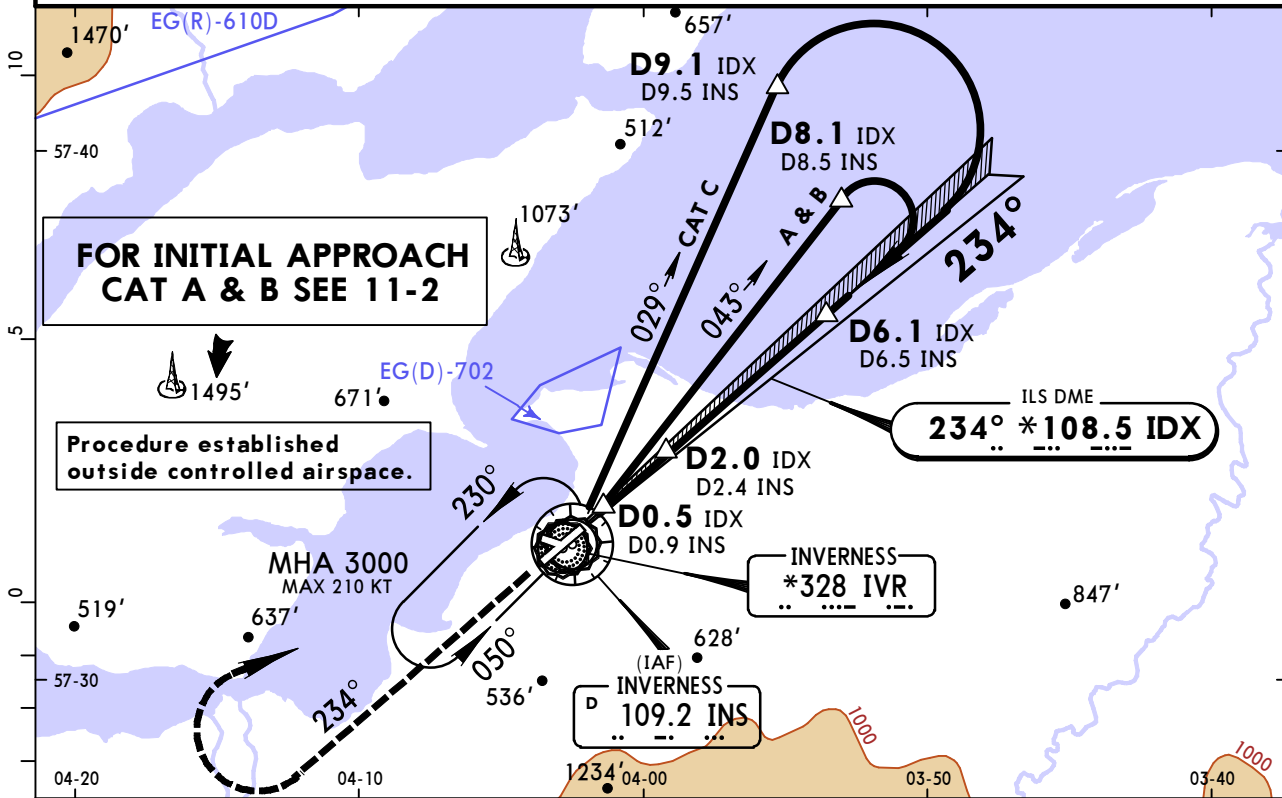 EG(R)-610D
1470'
657'
D9.1 IDX
D9.5 INS
10
512'
D8.1 IDX
D8.5 INS
57-40
CAT C
A & B
1073'
FOR INITIAL APPROACH
CAT A & B SEE 11-2
234°
029°
043°
D6.1 IDX
D6.5 INS
5
EG(D)-702
1495'
671'
ILS DME
234° *108.5 IDX
Procedure established
outside controlled airspace.
D2.0 IDX
D2.4 INS
230°
D0.5 IDX
D0.9 INS
MHA 3000
MAX 210 KT
INVERNESS
*328 IVR
0
519'
637'
847'
050°
628'
(IAF)
INVERNESS
D 109.2 INS
536'
57-30
234°
1000
1000
1234'
04-20
04-10
04-00
03-50
03-40